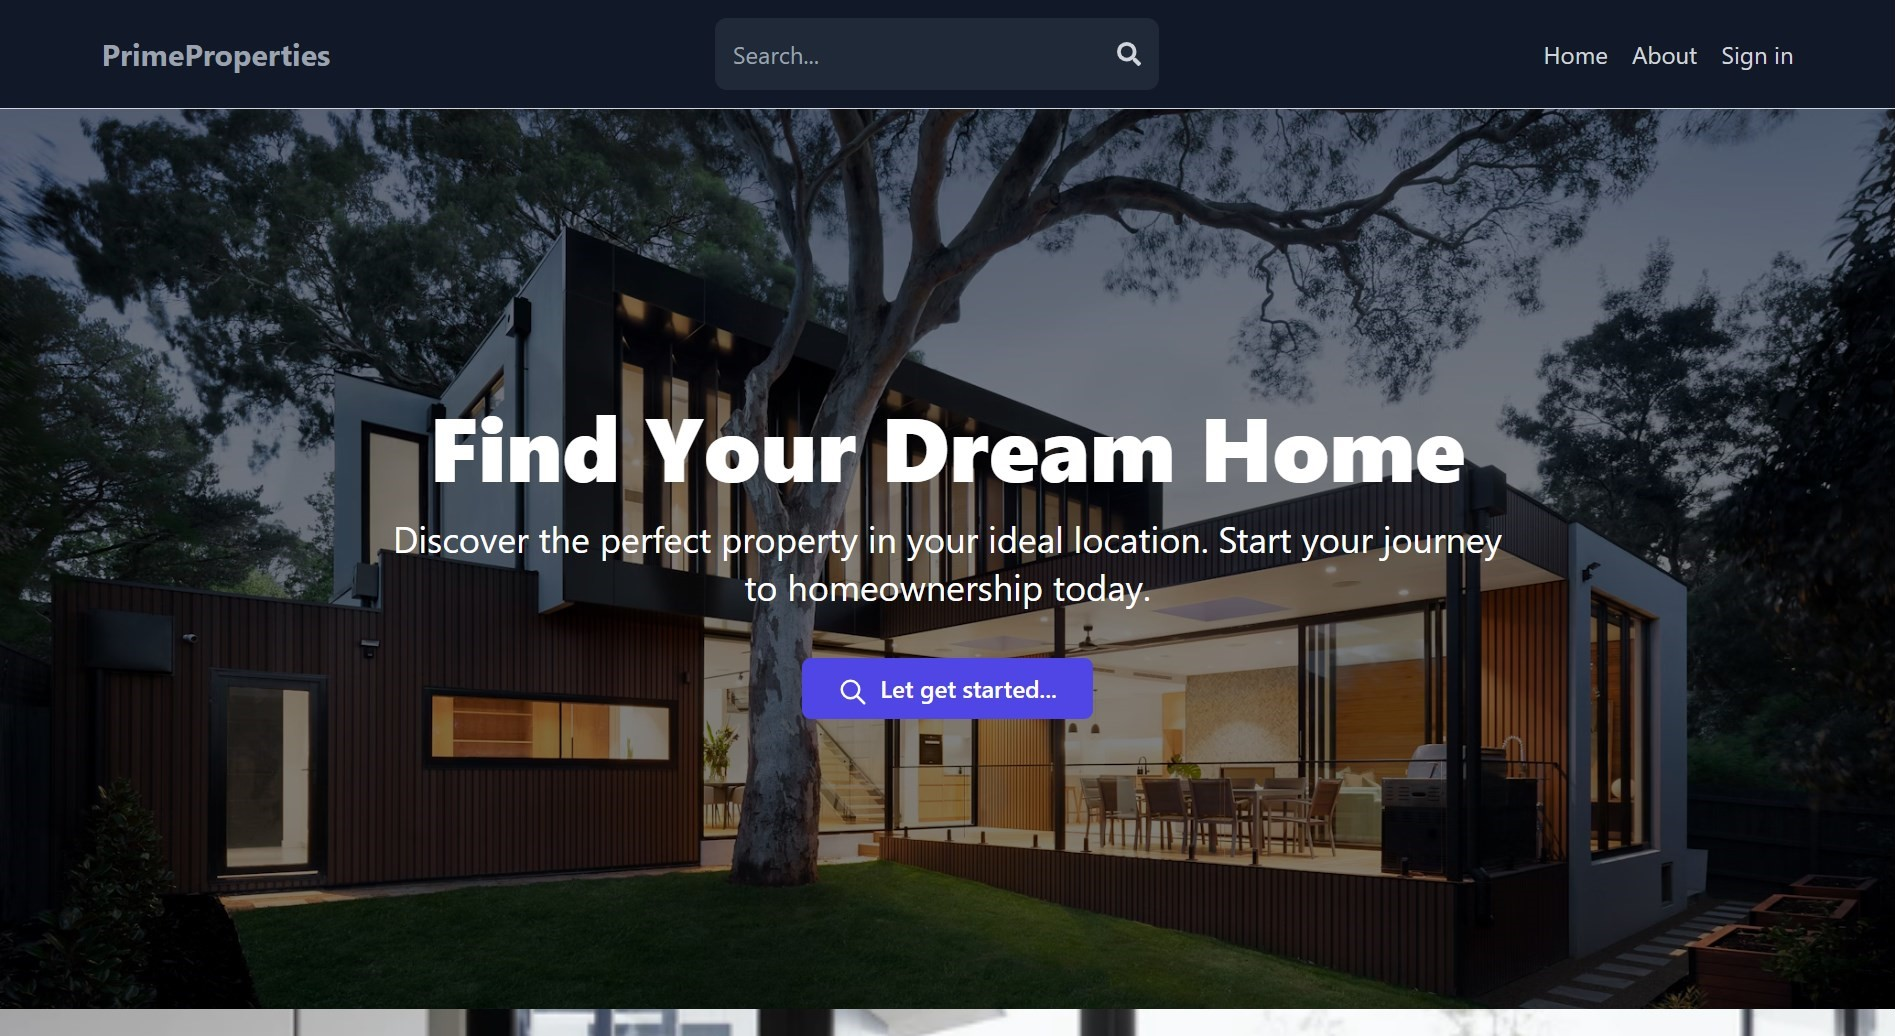 PrimeProperties
Search...
Home About Sign in
Find Your Dream Home
Discover the perfect property in your ideal location. Start your journey
to homeownership today.
Let get started...